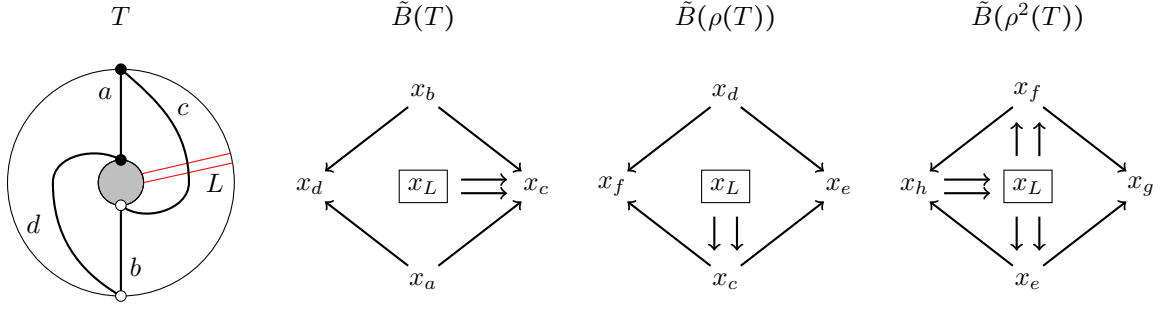 T
B̃(T)
B̃(ρ(T))
B̃(ρ²(T))
a
c
L
d
b
x_b
x_d
x_L
x_c
x_a
x_d
x_f
x_L
x_e
x_c
x_f
x_h
x_L
x_g
x_e